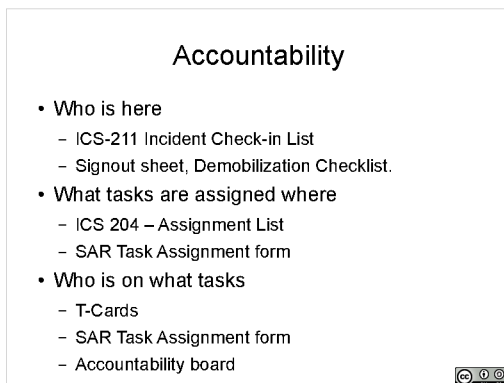 Accountability
• Who is here
– ICS-211 Incident Check-in List
– Signout sheet, Demobilization Checklist.
• What tasks are assigned where
– ICS 204 – Assignment List
– SAR Task Assignment form
• Who is on what tasks
– T-Cards
– SAR Task Assignment form
– Accountability board
cc